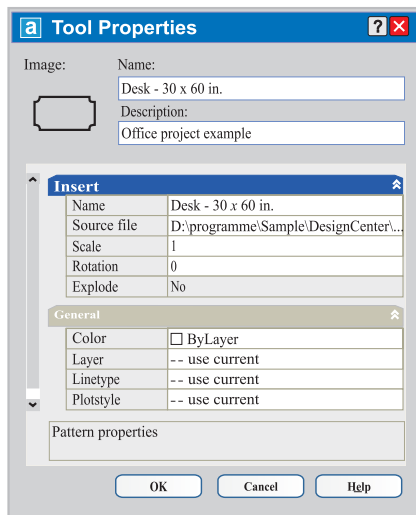 a Tool Properties ? X
Image: Name:
Desk - 30 x 60 in.
Description:
Office project example
Insert
Name Desk - 30 x 60 in.
Source file D:\programme\Sample\DesignCenter\...
Scale 1
Rotation 0
Explode No
General
Color ByLayer
Layer -- use current
Linetype -- use current
Plotstyle -- use current
Pattern properties
OK Cancel Help